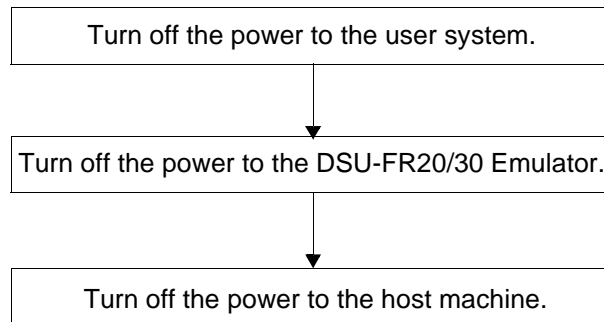 Turn off the power to the user system.
Turn off the power to the DSU-FR20/30 Emulator.
Turn off the power to the host machine.